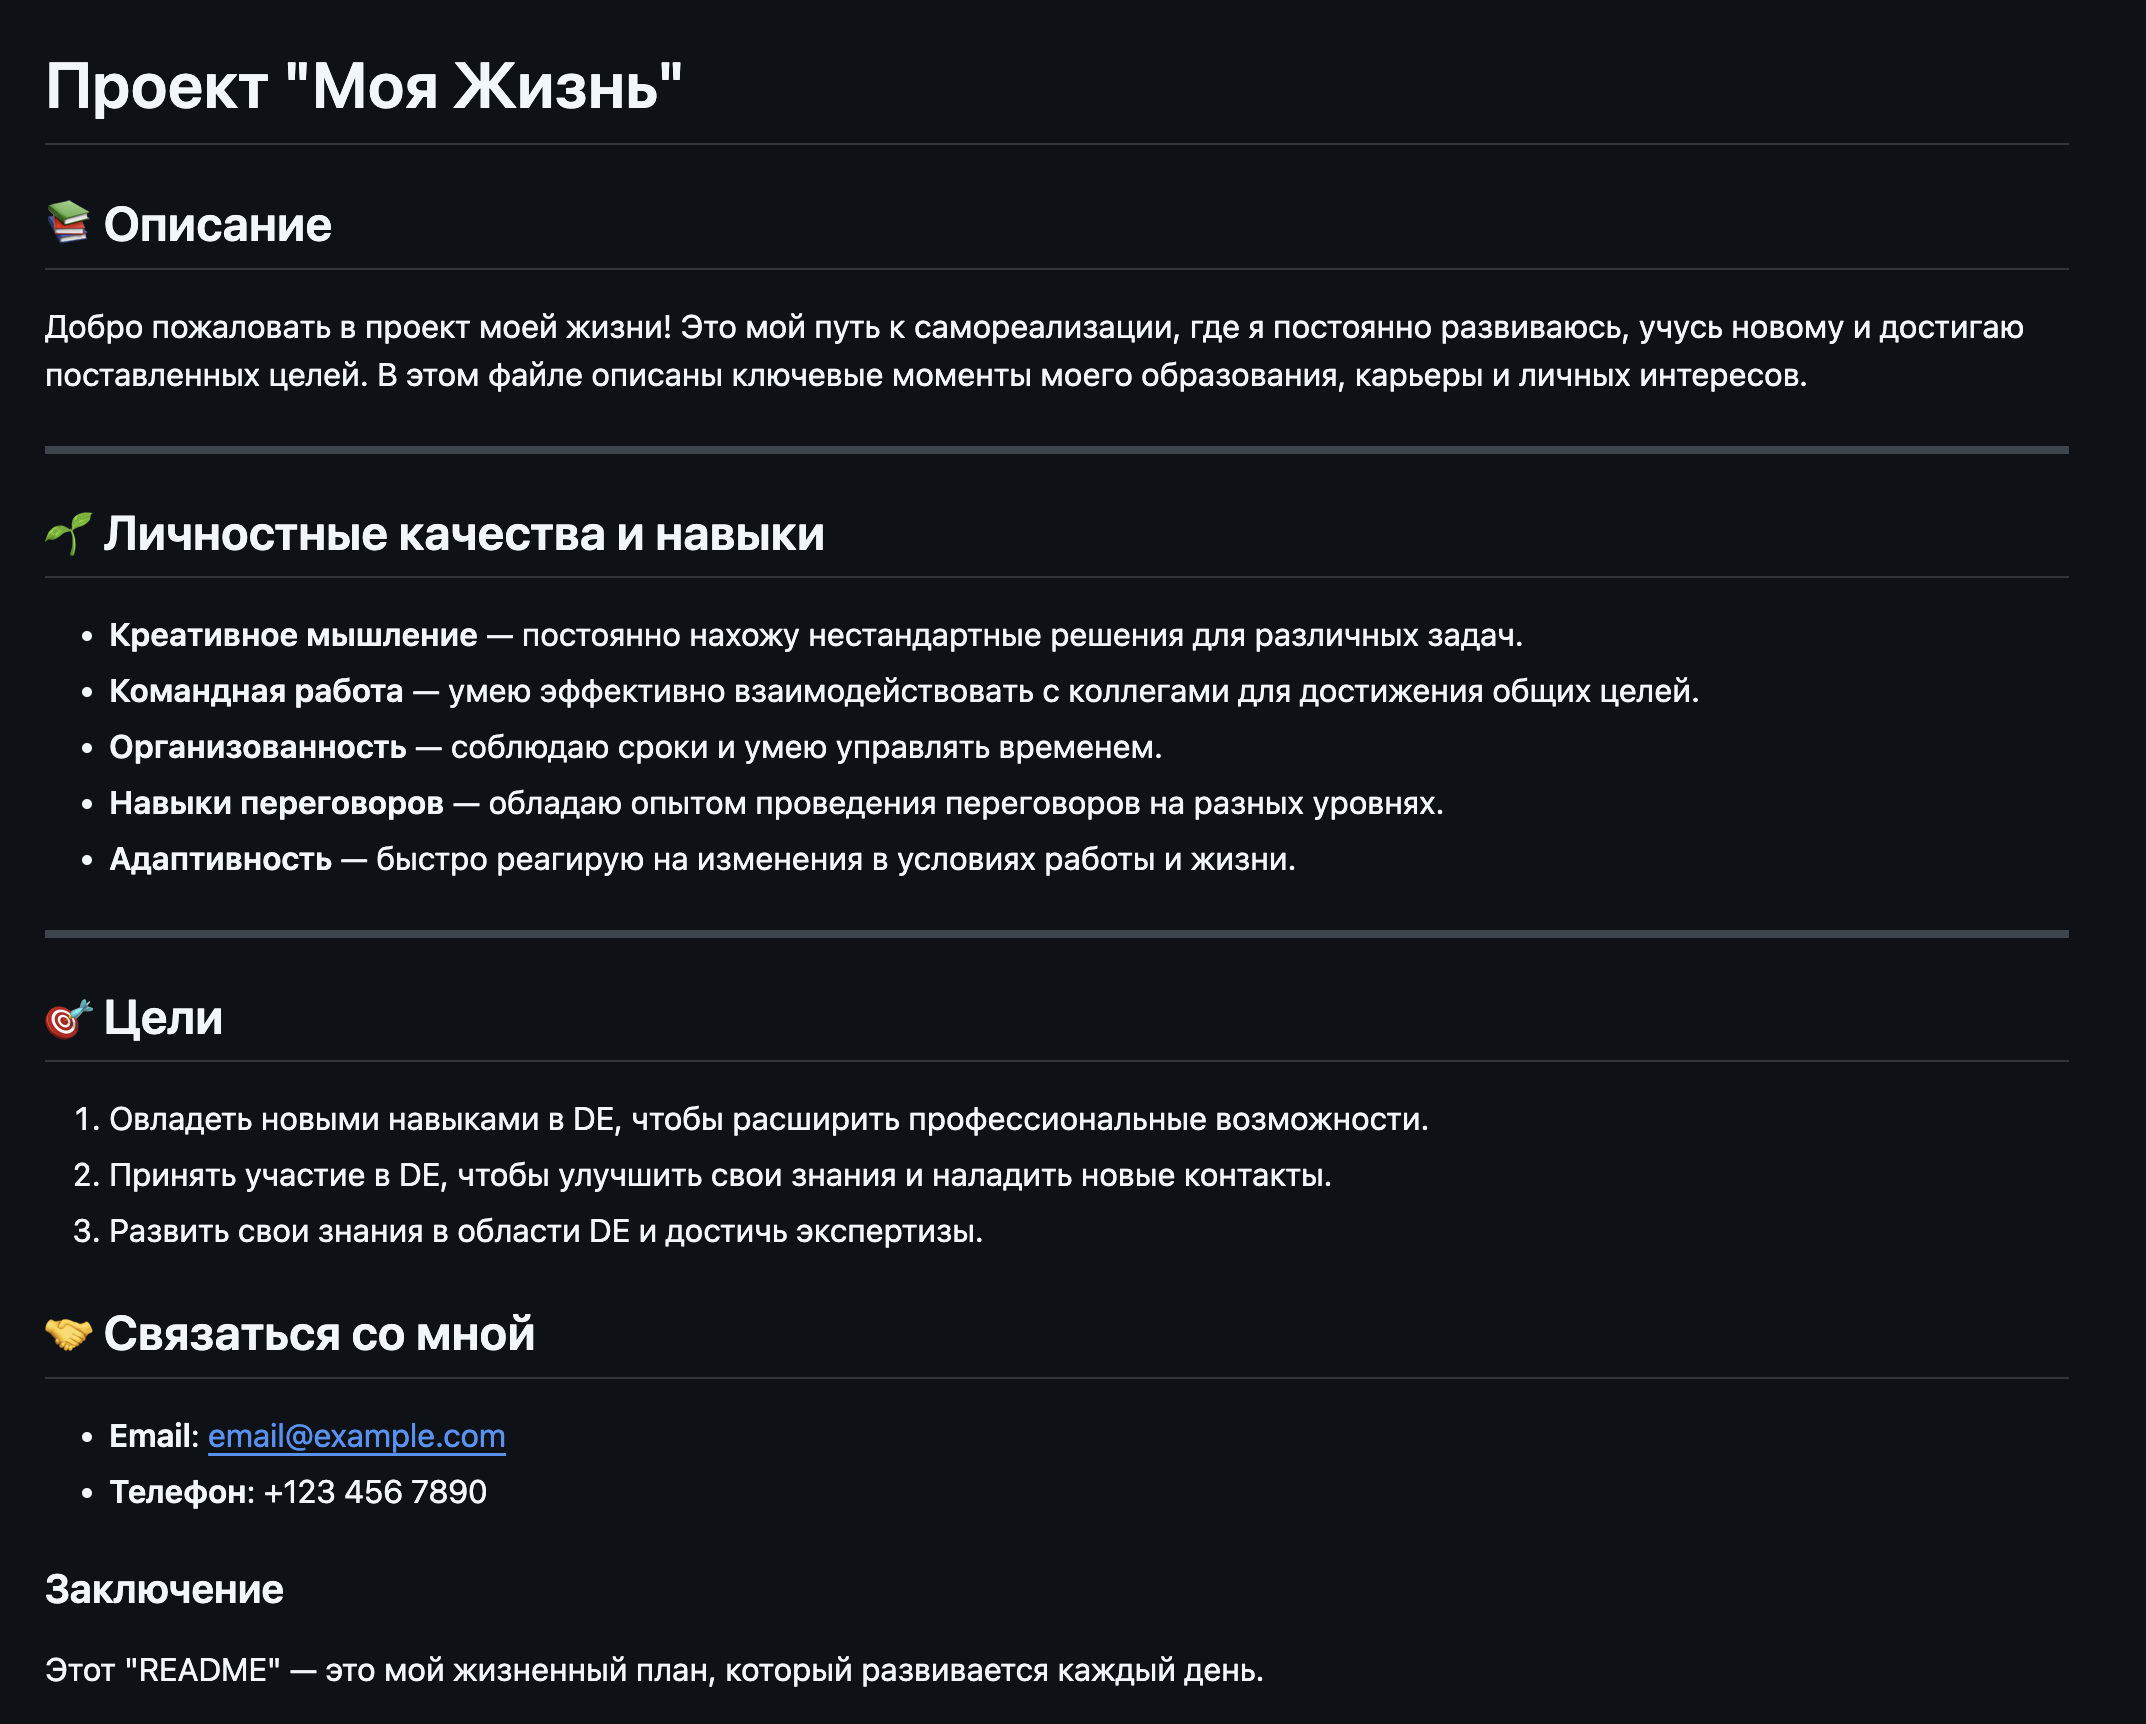 Проект "Моя Жизнь"
📚 Описание
Добро пожаловать в проект моей жизни! Это мой путь к самореализации, где я постоянно развиваюсь, учусь новому и достигаю
поставленных целей. В этом файле описаны ключевые моменты моего образования, карьеры и личных интересов.
🌱 Личностные качества и навыки
• Креативное мышление — постоянно нахожу нестандартные решения для различных задач.
• Командная работа — умею эффективно взаимодействовать с коллегами для достижения общих целей.
• Организованность — соблюдаю сроки и умею управлять временем.
• Навыки переговоров — обладаю опытом проведения переговоров на разных уровнях.
• Адаптивность — быстро реагирую на изменения в условиях работы и жизни.
🎯 Цели
1. Овладеть новыми навыками в DE, чтобы расширить профессиональные возможности.
2. Принять участие в DE, чтобы улучшить свои знания и наладить новые контакты.
3. Развить свои знания в области DE и достичь экспертизы.
🤝 Связаться со мной
• Email: email@example.com
• Телефон: +123 456 7890
Заключение
Этот "README" — это мой жизненный план, который развивается каждый день.